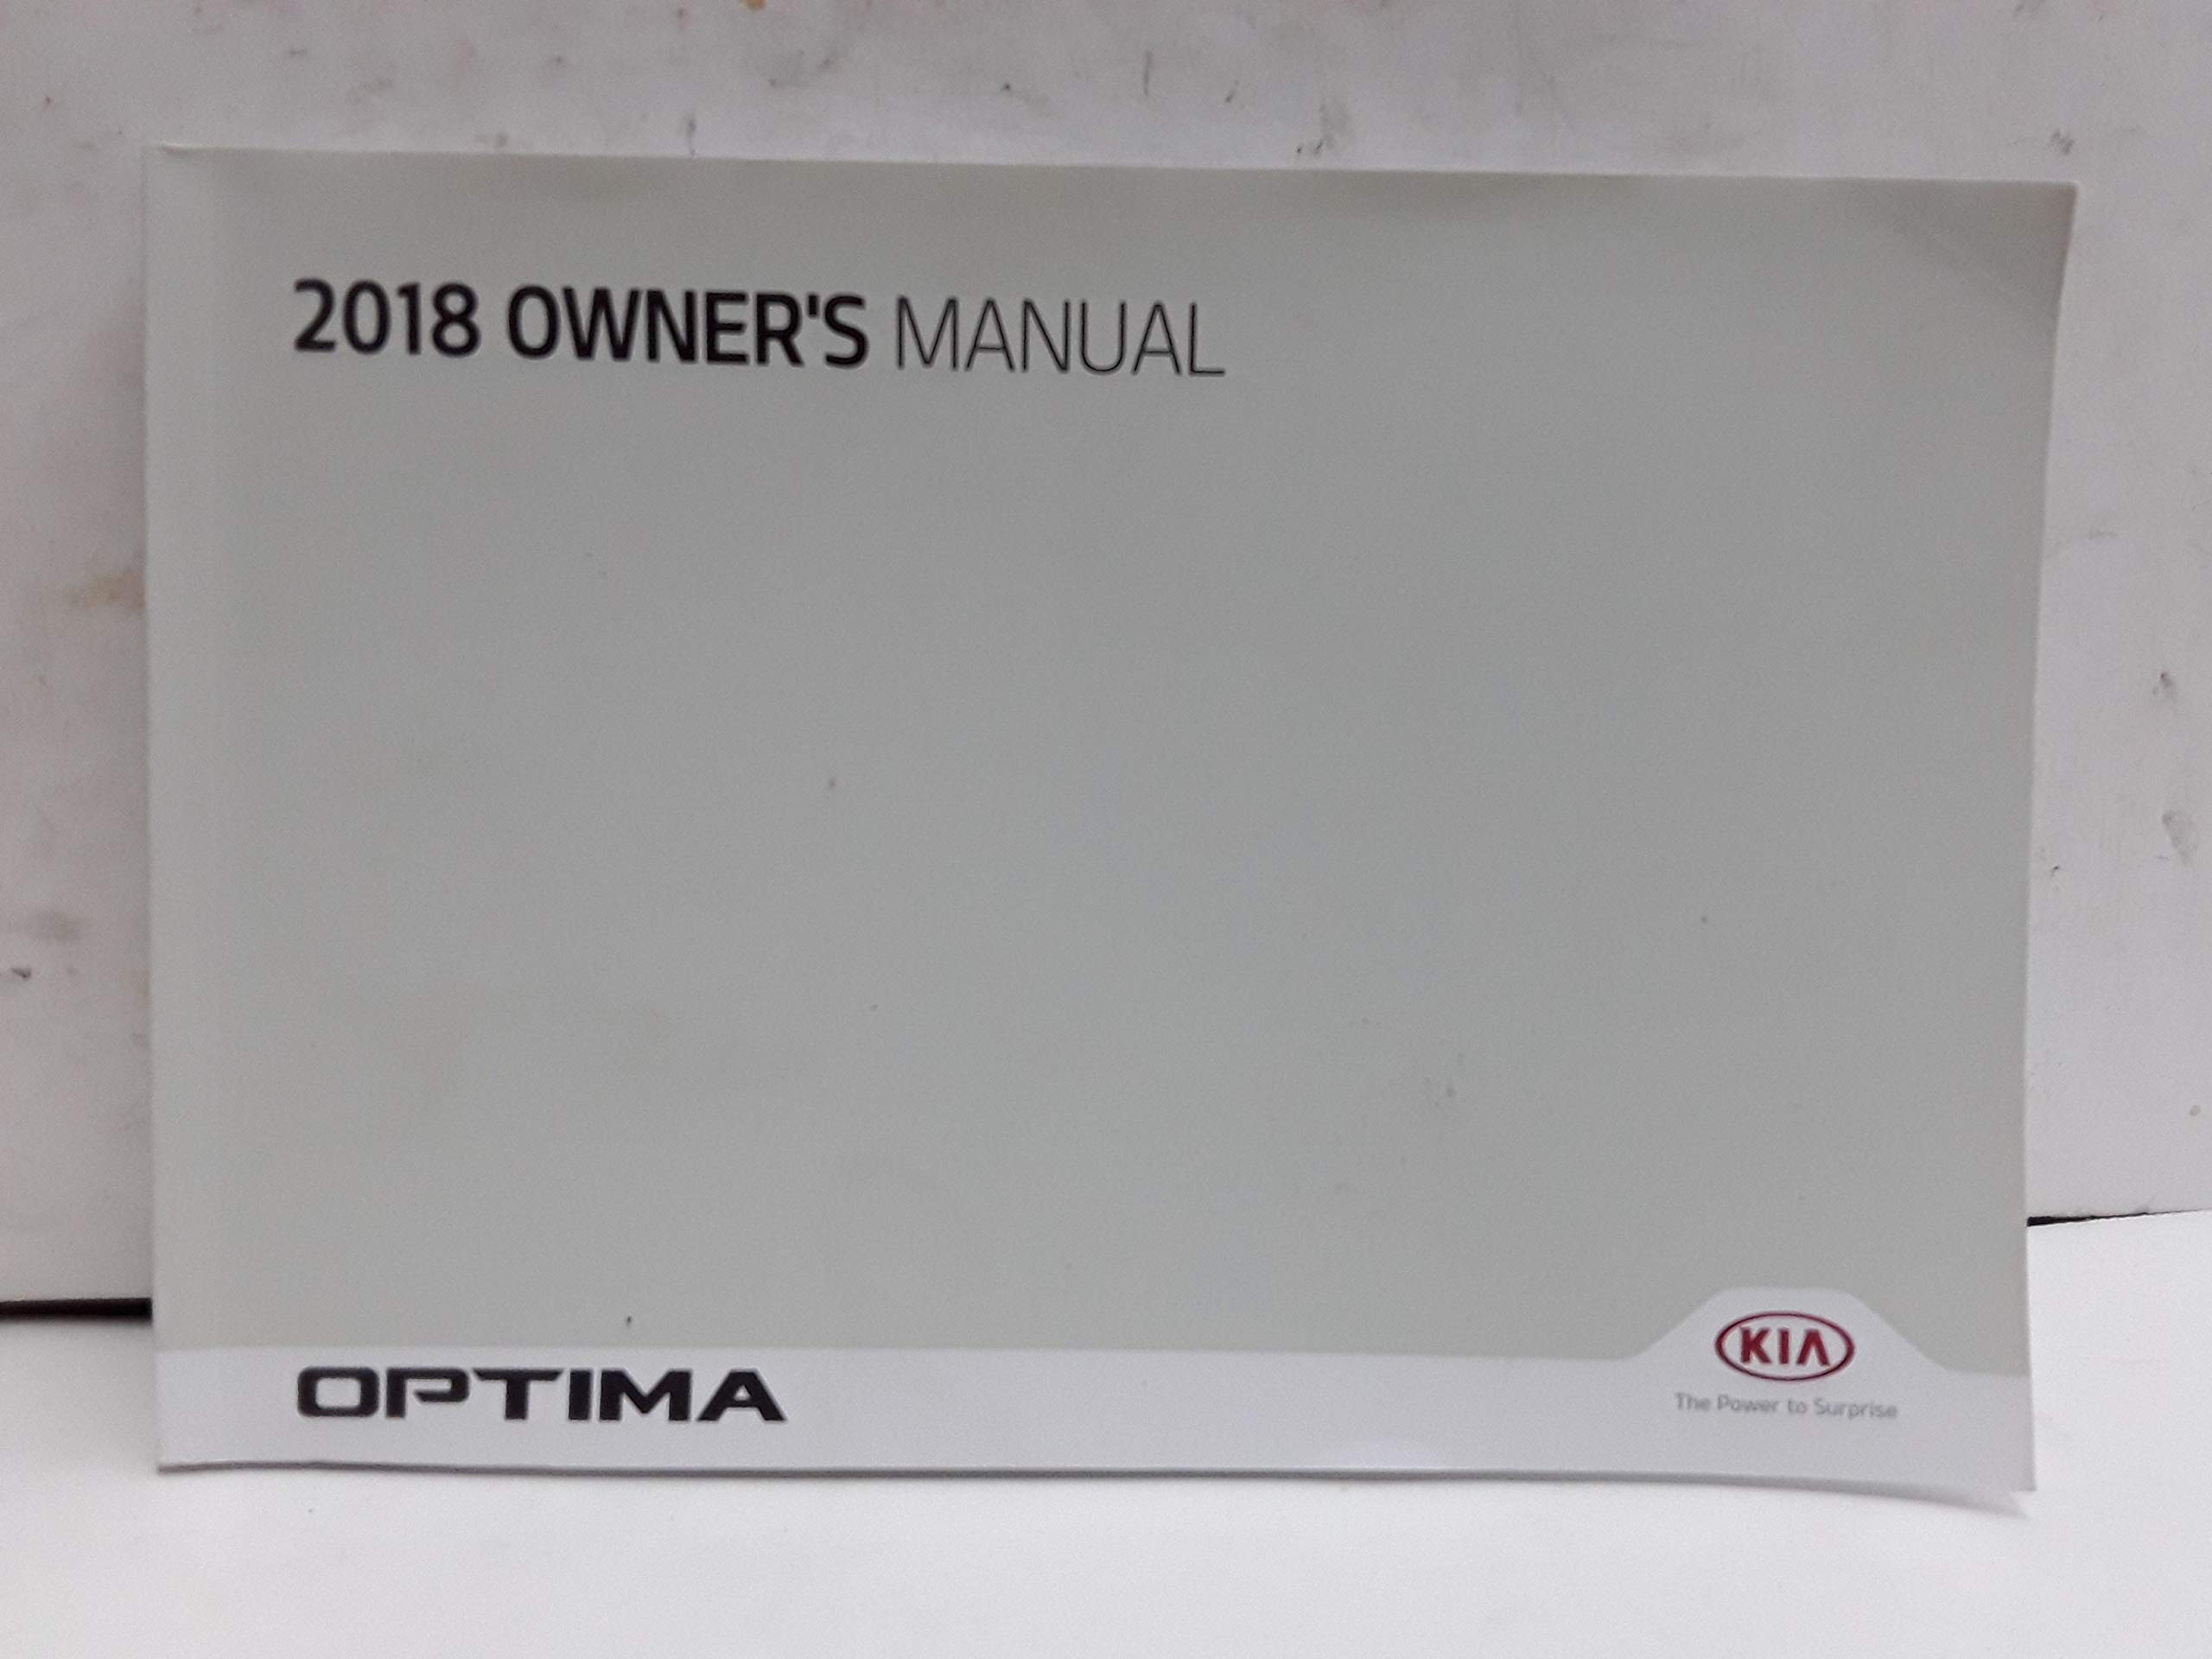 2018 OWNER'S MANUAL
OPTIMA
KIA
The Power to Surprise